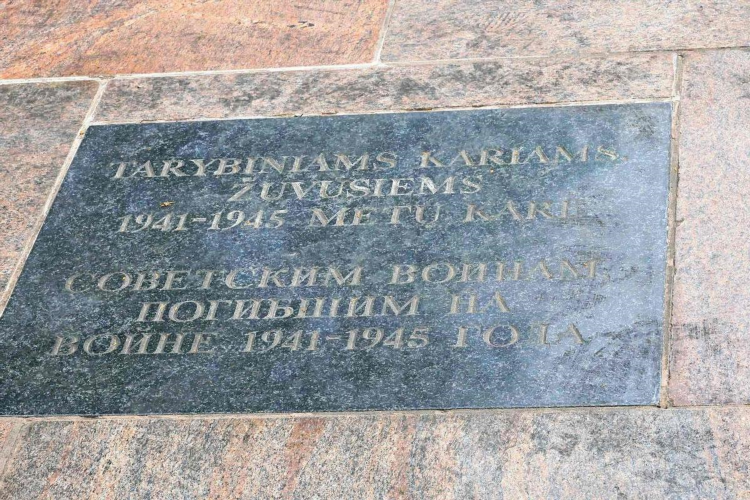 TARYBINIAMS KARIAMS,
ŽUVUSIEMS
1941-1945 METŲ KARE
СОВЕТСКИМ ВОИНАМ,
ПОГИБШИМ НА
ВОЙНЕ 1941-1945 ГОДА